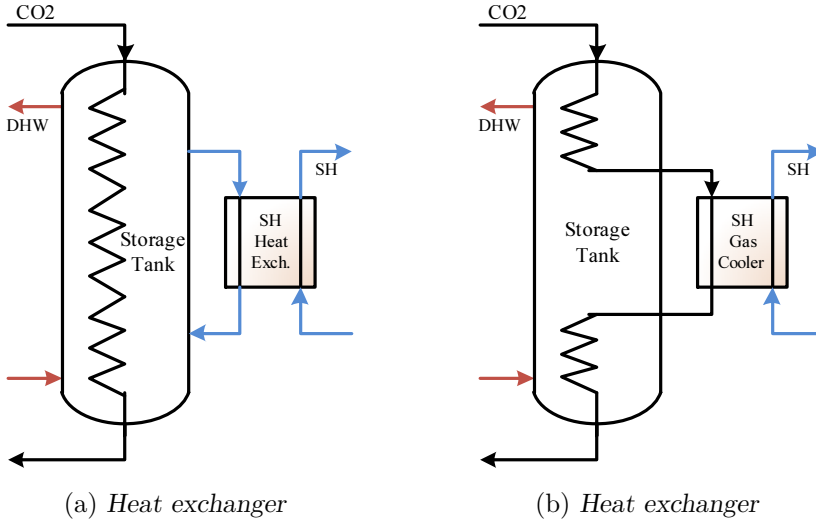 CO2
DHW
Storage
Tank
SH
Heat
Exch.
SH
(a) Heat exchanger
CO2
DHW
Storage
Tank
SH
Gas
Cooler
SH
(b) Heat exchanger